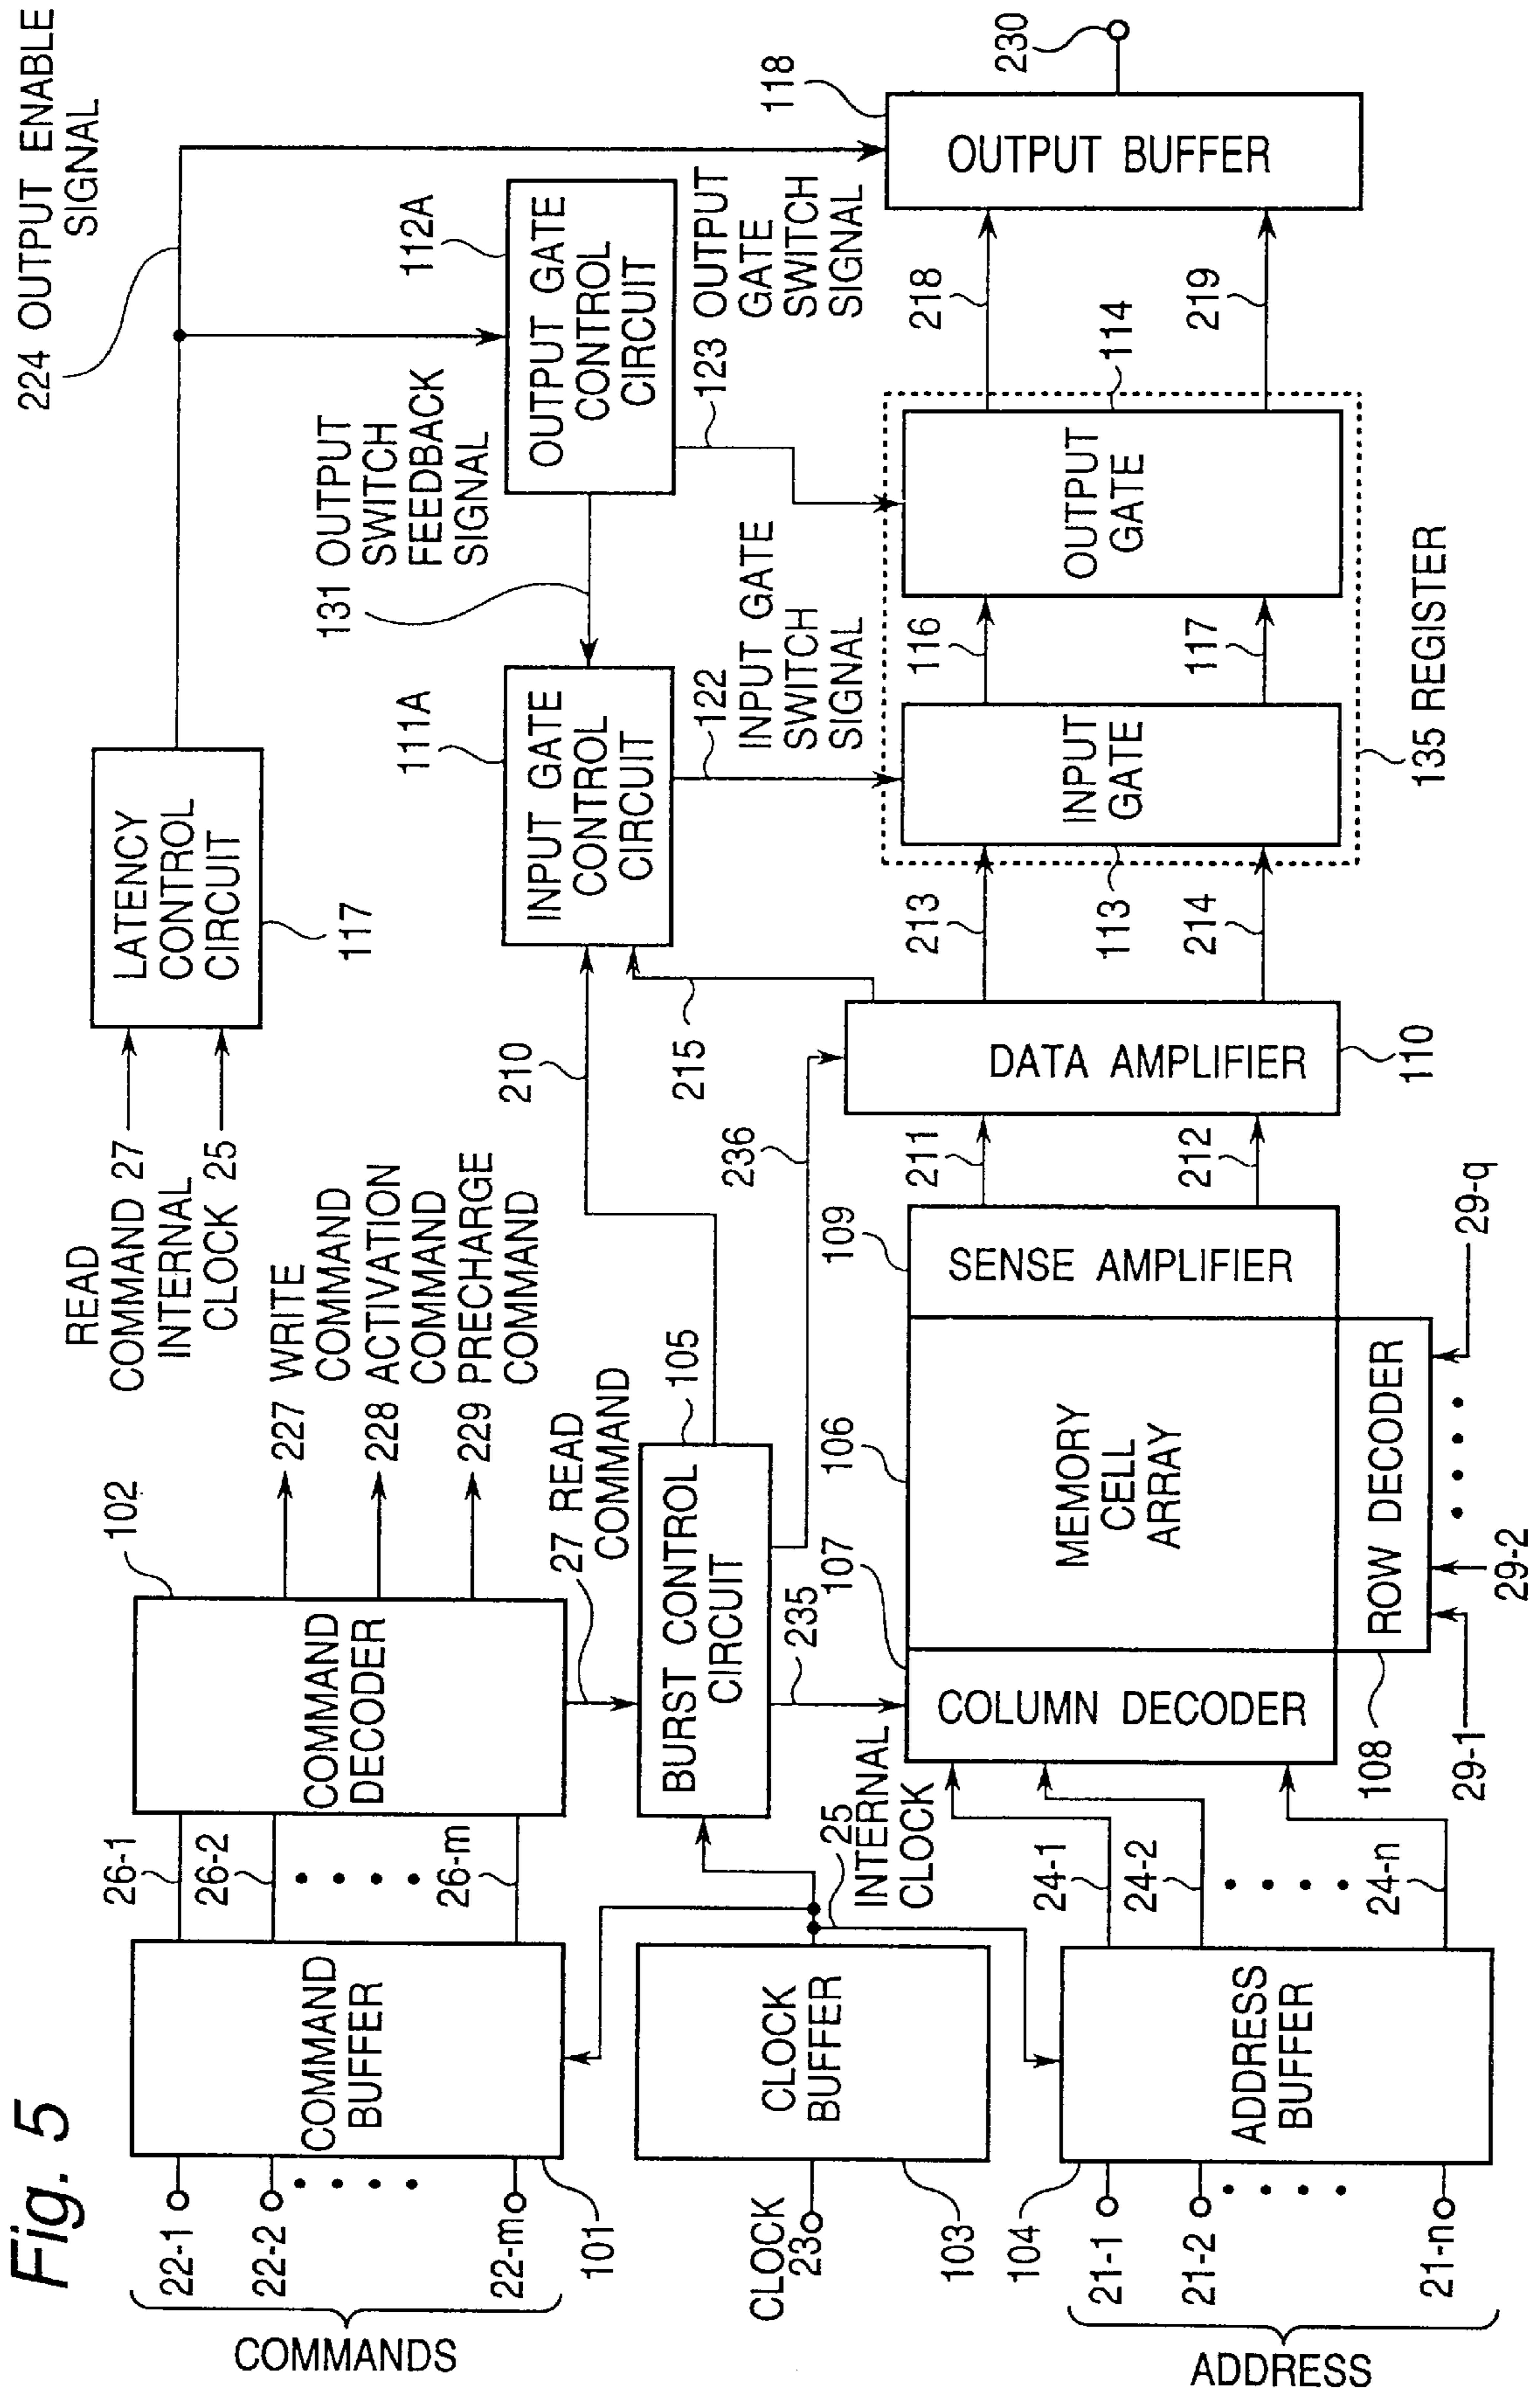 Fig. 5
COMMANDS
22-1
22-2
22-m
101
COMMAND
BUFFER
26-1
26-2
26-m
COMMAND
DECODER
102
227 WRITE
COMMAND
228 ACTIVATION
COMMAND
229 PRECHARGE
COMMAND
27 READ
COMMAND
READ
COMMAND 27
INTERNAL
CLOCK 25
LATENCY
CONTROL
CIRCUIT
117
224 OUTPUT ENABLE
SIGNAL
CLOCK
23
103
CLOCK
BUFFER
25
INTERNAL
CLOCK
BURST CONTROL
CIRCUIT
105
235
236
210
215
INPUT GATE
CONTROL
CIRCUIT
111A
131 OUTPUT
SWITCH
FEEDBACK
SIGNAL
OUTPUT GATE
CONTROL
CIRCUIT
112A
122
INPUT GATE
SWITCH
SIGNAL
123 OUTPUT
GATE
SWITCH
SIGNAL
ADDRESS
21-1
21-2
21-n
104
ADDRESS
BUFFER
24-1
24-2
24-n
COLUMN DECODER
107
MEMORY
CELL
ARRAY
106
SENSE AMPLIFIER
109
ROW DECODER
108
29-1
29-2
29-q
211
212
DATA AMPLIFIER
110
213
214
INPUT
GATE
113
116
117
OUTPUT
GATE
114
135 REGISTER
218
219
OUTPUT BUFFER
118
230